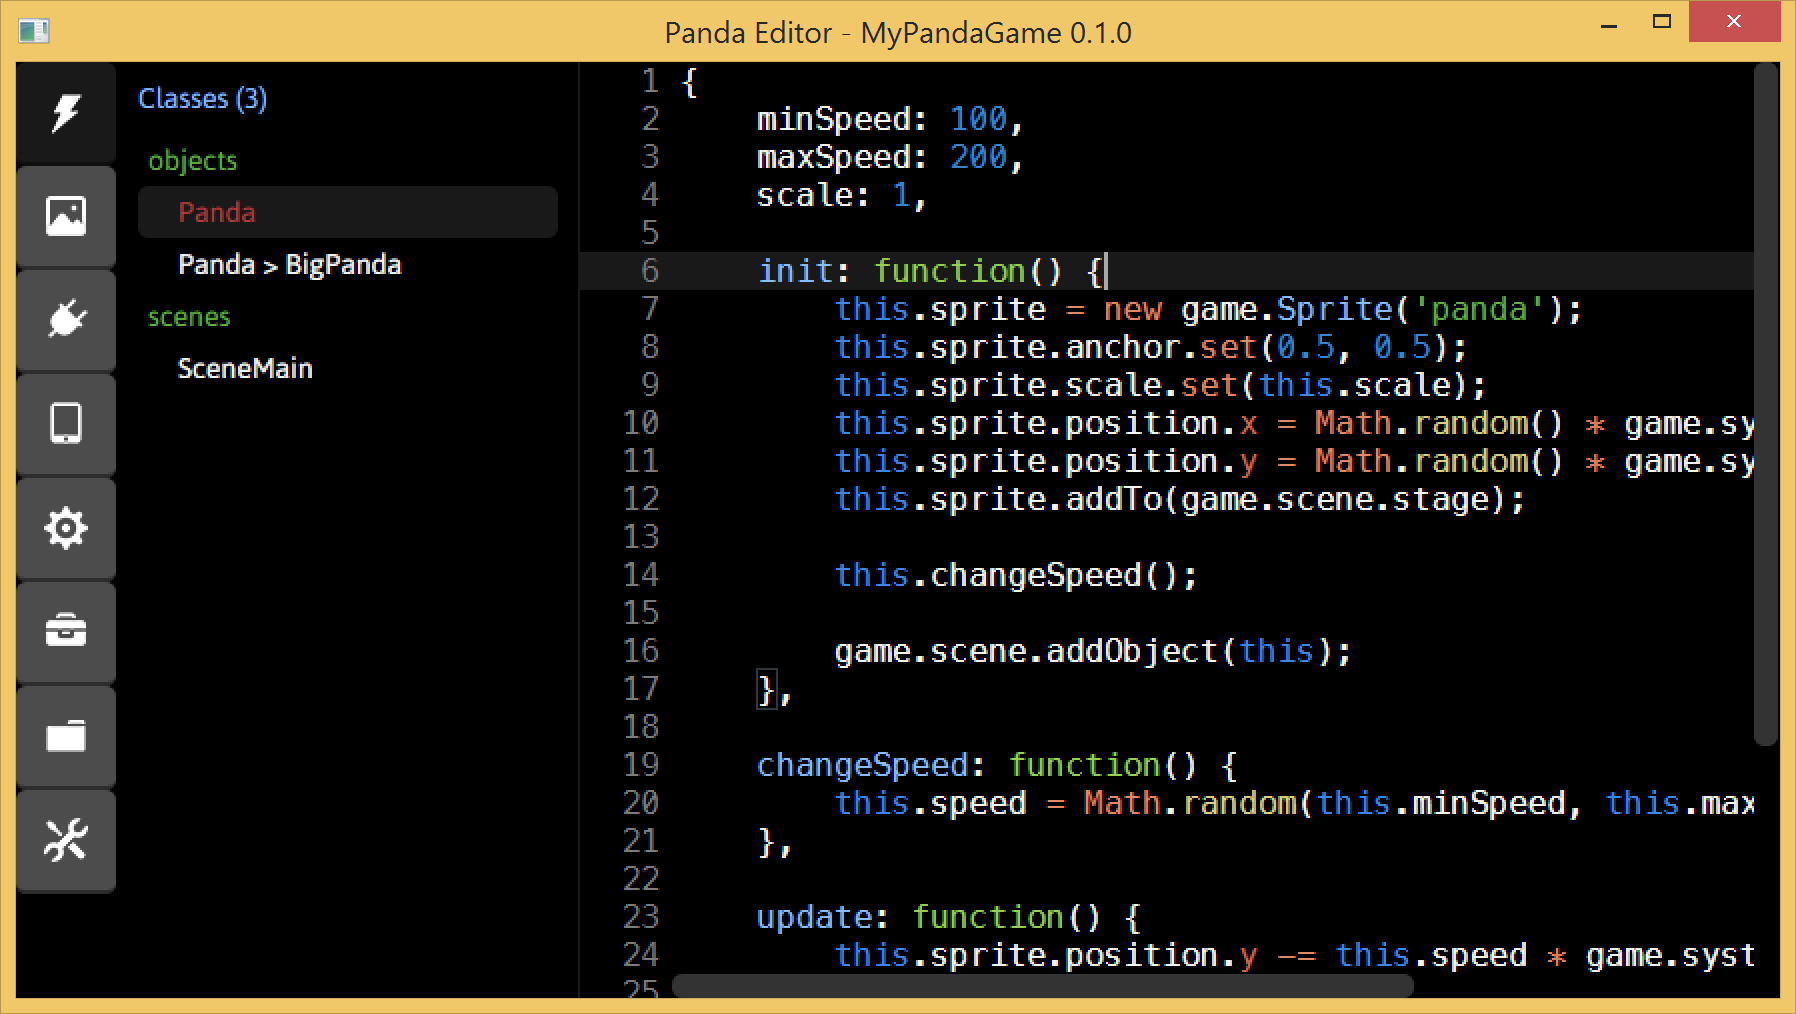 Panda Editor - MyPandaGame 0.1.0
Classes (3)
objects
Panda
Panda > BigPanda
scenes
SceneMain
1 {
2     minSpeed: 100,
3     maxSpeed: 200,
4     scale: 1,
5
6     init: function() {
7         this.sprite = new game.Sprite('panda');
8         this.sprite.anchor.set(0.5, 0.5);
9         this.sprite.scale.set(this.scale);
10         this.sprite.position.x = Math.random() * game.sy
11         this.sprite.position.y = Math.random() * game.sy
12         this.sprite.addTo(game.scene.stage);
13
14         this.changeSpeed();
15
16         game.scene.addObject(this);
17     },
18
19     changeSpeed: function() {
20         this.speed = Math.random(this.minSpeed, this.max
21     },
22
23     update: function() {
24         this.sprite.position.y -= this.speed * game.syst
25